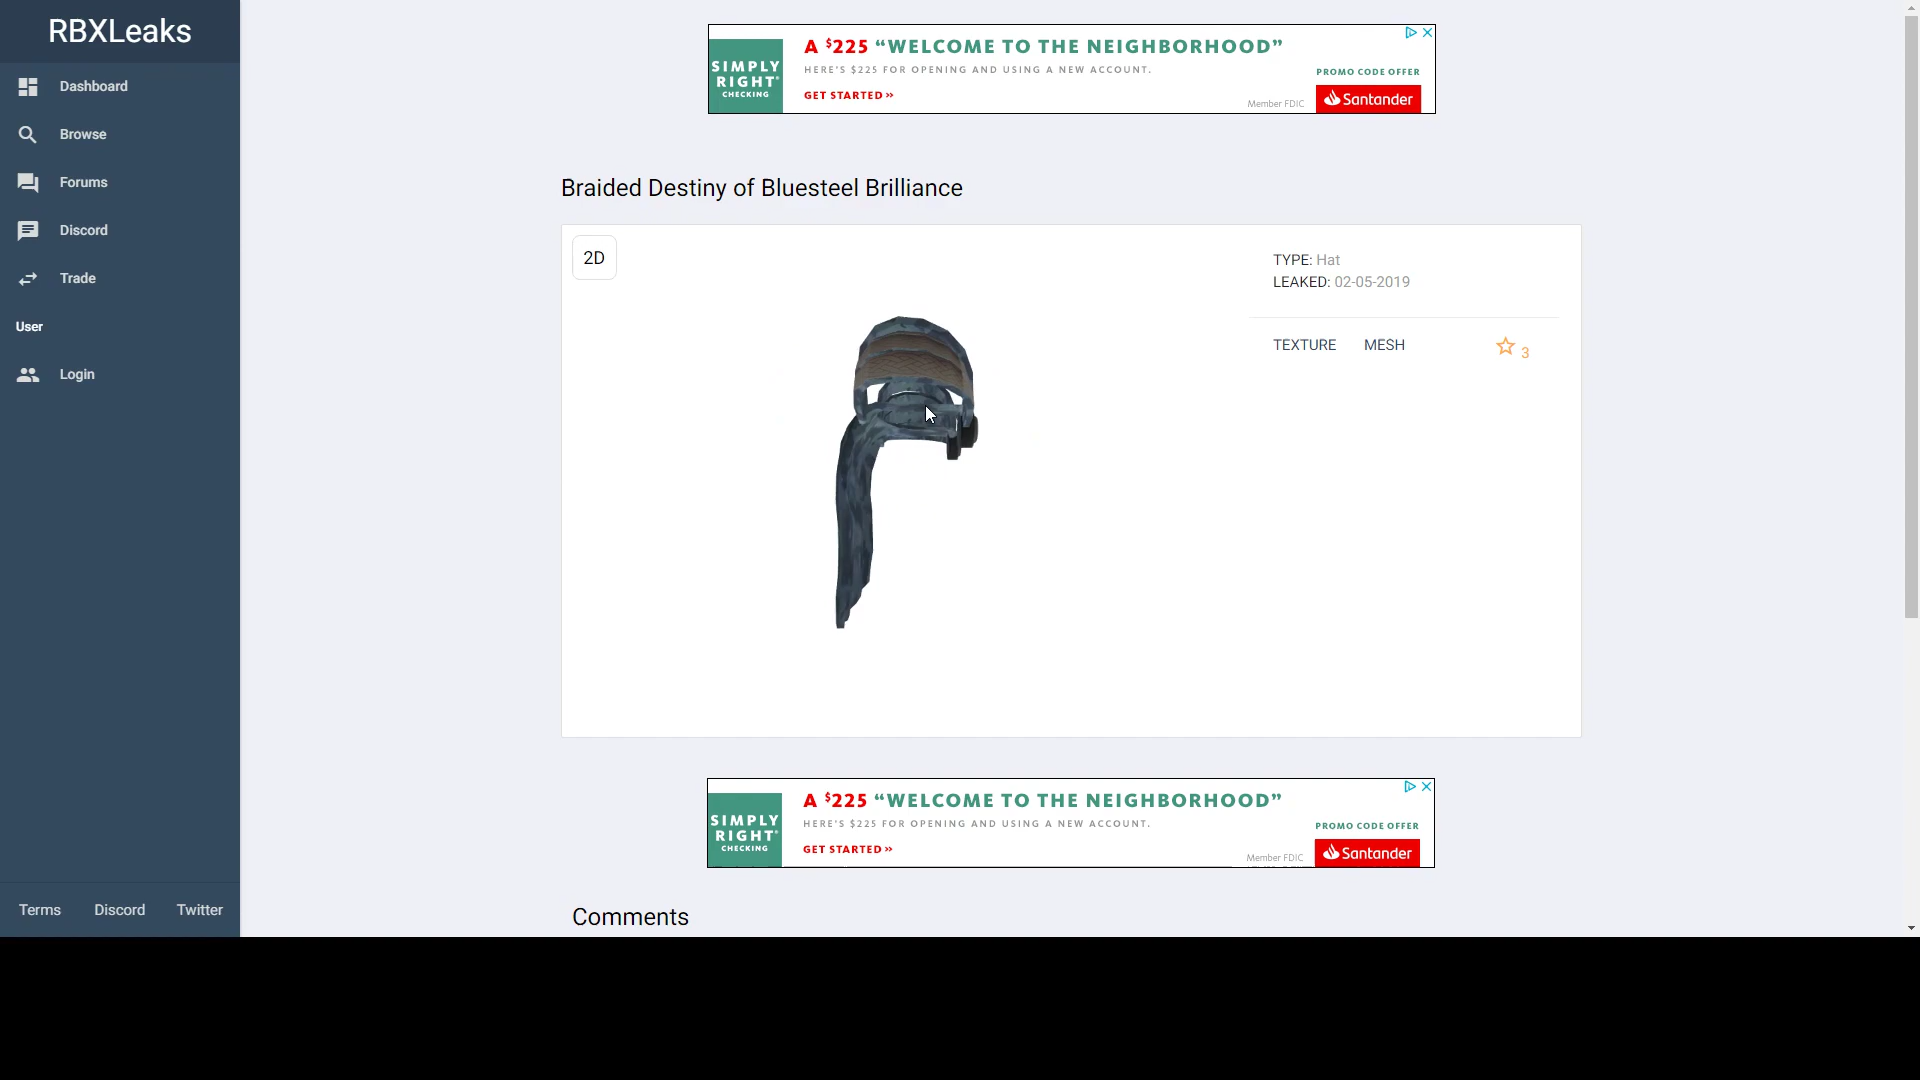 RBXLeaks
Dashboard
Browse
Forums
Discord
Trade
User
Login
Terms Discord Twitter
SIMPLY
RIGHT®
CHECKING
A $225 “WELCOME TO THE NEIGHBORHOOD”
HERE'S $225 FOR OPENING AND USING A NEW ACCOUNT.
GET STARTED »
Member FDIC
PROMO CODE OFFER
Santander
Braided Destiny of Bluesteel Brilliance
2D
TYPE: Hat
LEAKED: 02-05-2019
TEXTURE MESH
3
SIMPLY
RIGHT®
CHECKING
A $225 “WELCOME TO THE NEIGHBORHOOD”
HERE'S $225 FOR OPENING AND USING A NEW ACCOUNT.
GET STARTED »
Member FDIC
PROMO CODE OFFER
Santander
Comments